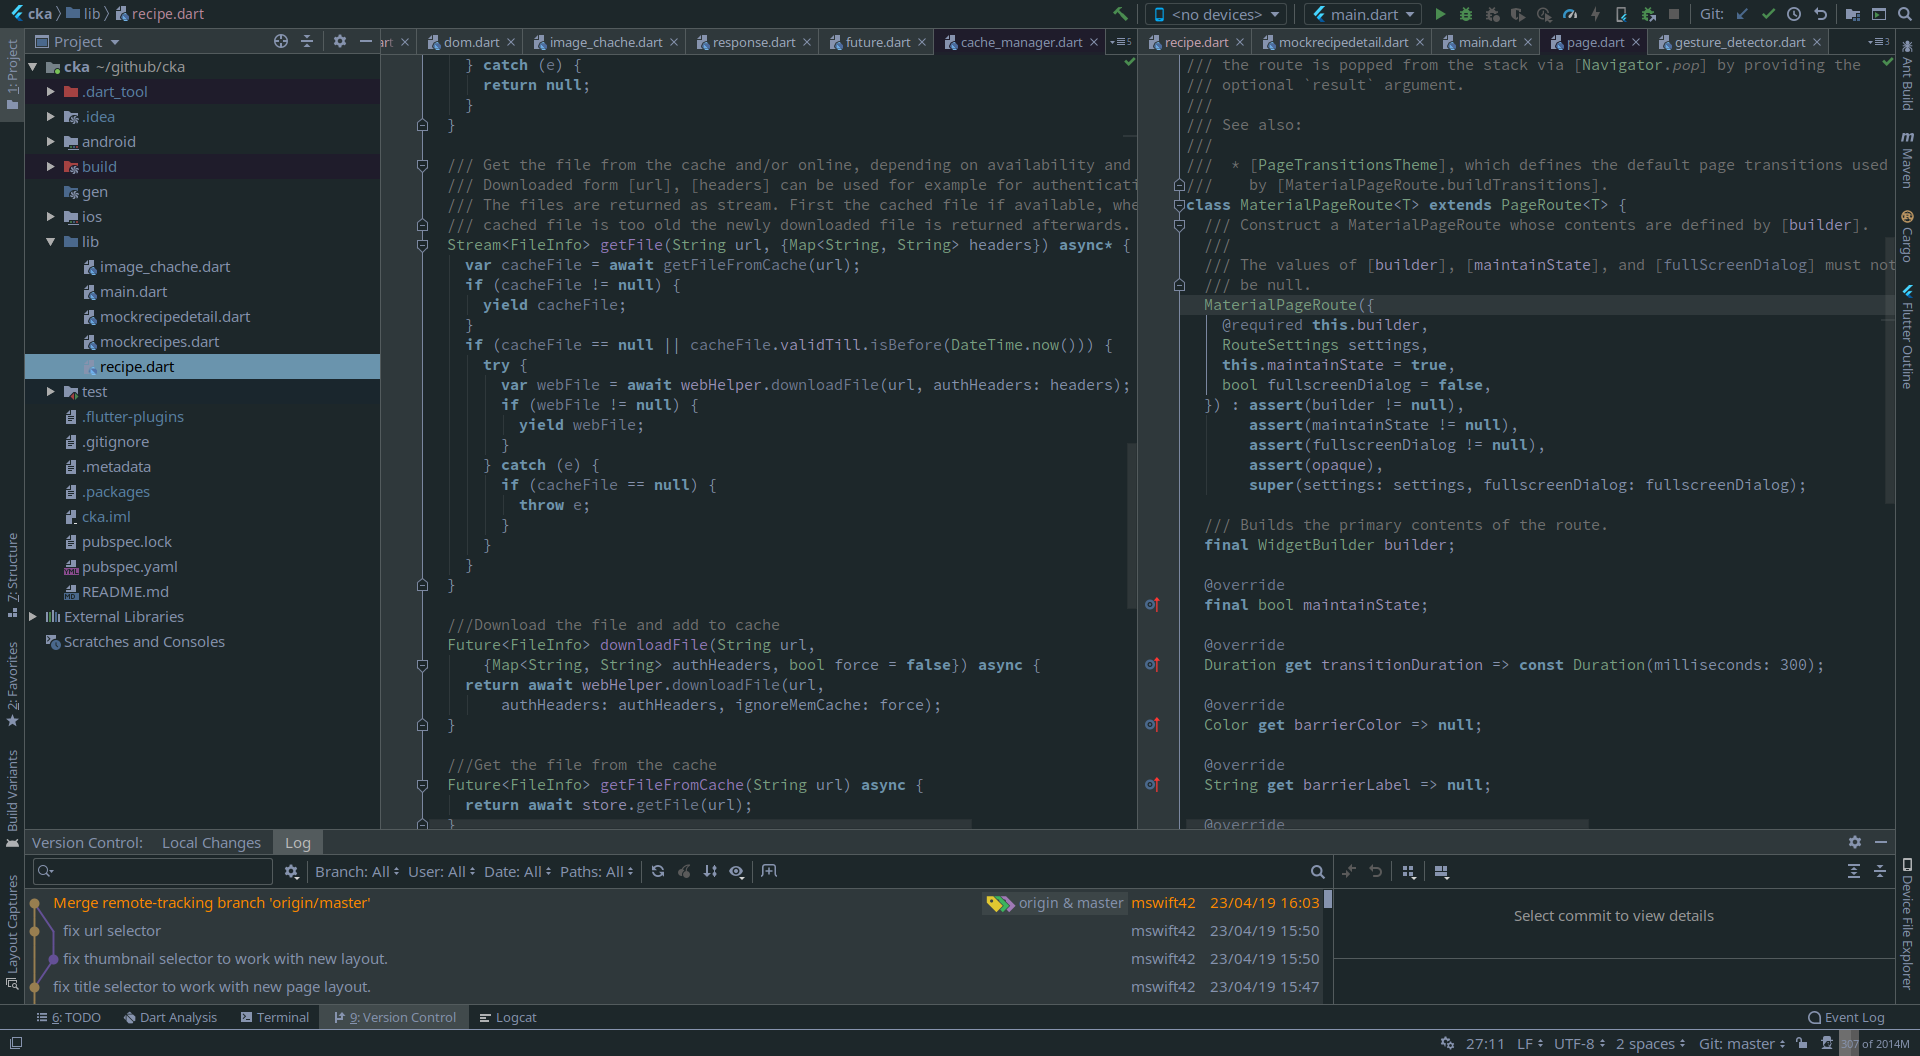 cka lib recipe.dart <no devices> main.dart Git:
Project
art dom.dart image_chache.dart response.dart future.dart cache_manager.dart 5 recipe.dart mockrecipedetail.dart main.dart page.dart gesture_detector.dart 3
1: Project
7: Structure
2: Favorites
Build Variants
Layout Captures
cka ~/github/cka
.dart_tool
.idea
android
build
gen
ios
lib
image_chache.dart
main.dart
mockrecipedetail.dart
mockrecipes.dart
recipe.dart
test
.flutter-plugins
.gitignore
.metadata
.packages
cka.iml
pubspec.lock
pubspec.yaml
README.md
External Libraries
Scratches and Consoles
} catch (e) {
return null;
}
}
/// Get the file from the cache and/or online, depending on availability and
/// Downloaded form [url], [headers] can be used for example for authenticati
/// The files are returned as stream. First the cached file if available, whe
/// cached file is too old the newly downloaded file is returned afterwards.
Stream<FileInfo> getFile(String url, {Map<String, String> headers}) async* {
var cacheFile = await getFileFromCache(url);
if (cacheFile != null) {
yield cacheFile;
}
if (cacheFile == null || cacheFile.validTill.isBefore(DateTime.now())) {
try {
var webFile = await webHelper.downloadFile(url, authHeaders: headers);
if (webFile != null) {
yield webFile;
}
} catch (e) {
if (cacheFile == null) {
throw e;
}
}
}
}
///Download the file and add to cache
Future<FileInfo> downloadFile(String url,
{Map<String, String> authHeaders, bool force = false}) async {
return await webHelper.downloadFile(url,
authHeaders: authHeaders, ignoreMemCache: force);
}
///Get the file from the cache
Future<FileInfo> getFileFromCache(String url) async {
return await store.getFile(url);
}
/// the route is popped from the stack via [Navigator.pop] by providing the
/// optional `result` argument.
///
/// See also:
///
/// * [PageTransitionsTheme], which defines the default page transitions used
/// by [MaterialPageRoute.buildTransitions].
class MaterialPageRoute<T> extends PageRoute<T> {
/// Construct a MaterialPageRoute whose contents are defined by [builder].
///
/// The values of [builder], [maintainState], and [fullScreenDialog] must not
/// be null.
MaterialPageRoute({
@required this.builder,
RouteSettings settings,
this.maintainState = true,
bool fullscreenDialog = false,
}) : assert(builder != null),
assert(maintainState != null),
assert(fullscreenDialog != null),
assert(opaque),
super(settings: settings, fullscreenDialog: fullscreenDialog);
/// Builds the primary contents of the route.
final WidgetBuilder builder;
@override
final bool maintainState;
@override
Duration get transitionDuration => const Duration(milliseconds: 300);
@override
Color get barrierColor => null;
@override
String get barrierLabel => null;
@override
Ant Build
Maven
Cargo
Flutter Outline
Device File Explorer
Version Control: Local Changes Log
Branch: All User: All Date: All Paths: All
Merge remote-tracking branch 'origin/master' origin & master mswift42 23/04/19 16:03
fix url selector mswift42 23/04/19 15:50
fix thumbnail selector to work with new layout. mswift42 23/04/19 15:50
fix title selector to work with new page layout. mswift42 23/04/19 15:47
Select commit to view details
6: TODO Dart Analysis Terminal 9: Version Control Logcat Event Log
27:11 LF UTF-8 2 spaces Git: master 307 of 2014M